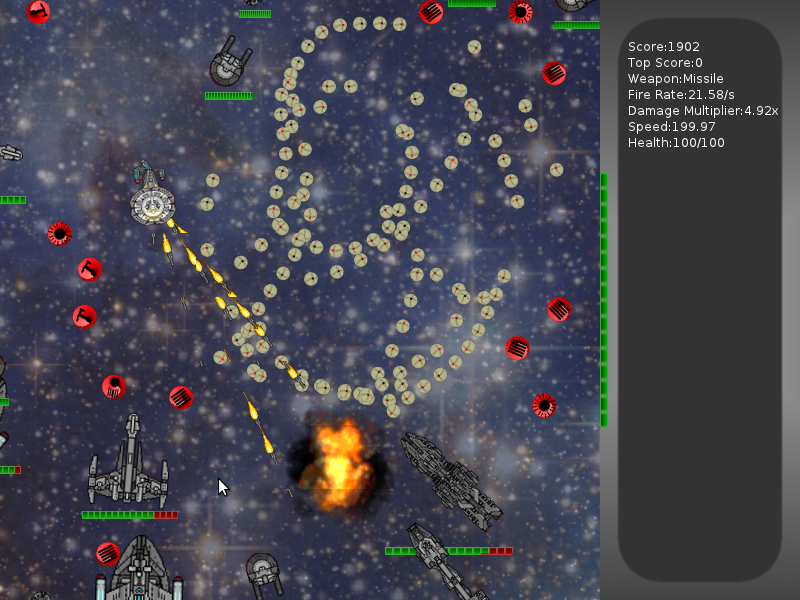 Score:1902
Top Score:0
Weapon:Missile
Fire Rate:21.58/s
Damage Multiplier:4.92x
Speed:199.97
Health:100/100